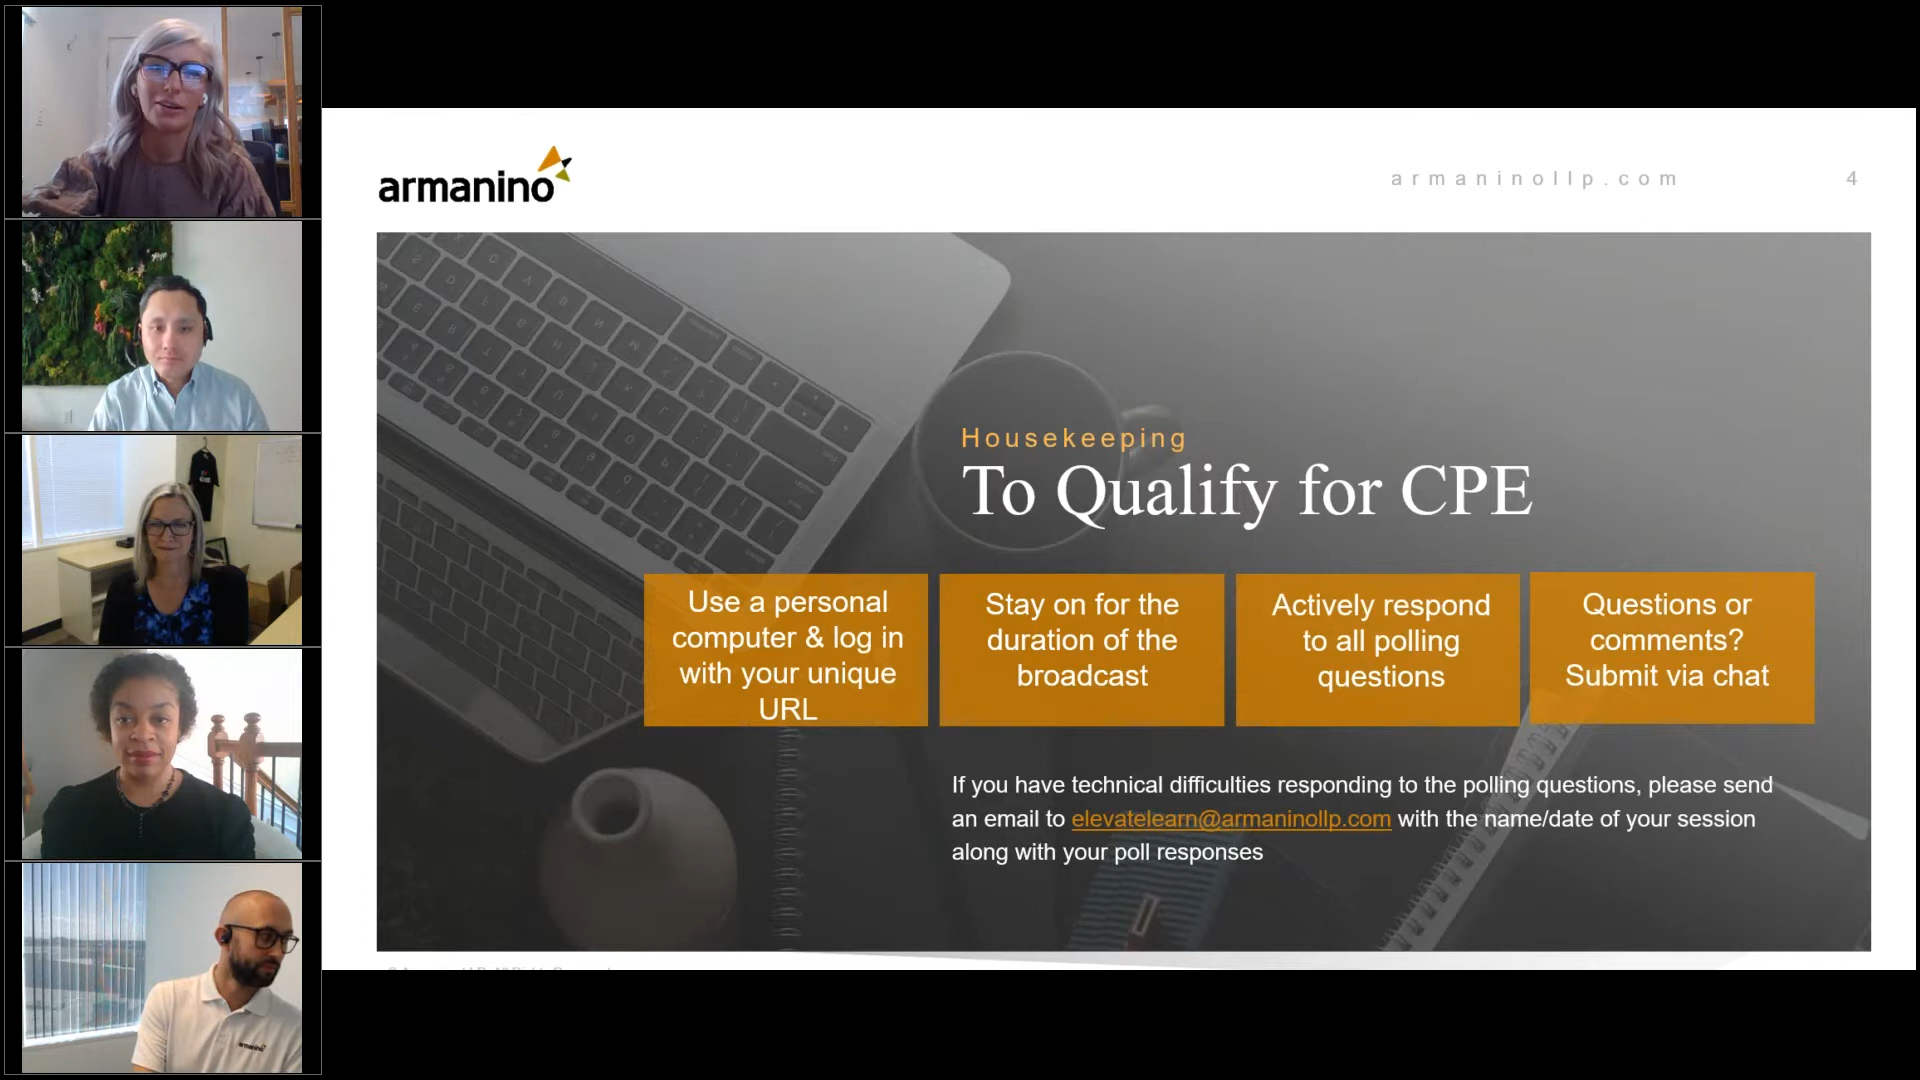 armanino
armaninollp.com
4
Housekeeping
To Qualify for CPE
Use a personal
computer & log in
with your unique
URL
Stay on for the
duration of the
broadcast
Actively respond
to all polling
questions
Questions or
comments?
Submit via chat
If you have technical difficulties responding to the polling questions, please send
an email to elevatelearn@armaninollp.com with the name/date of your session
along with your poll responses
armanino